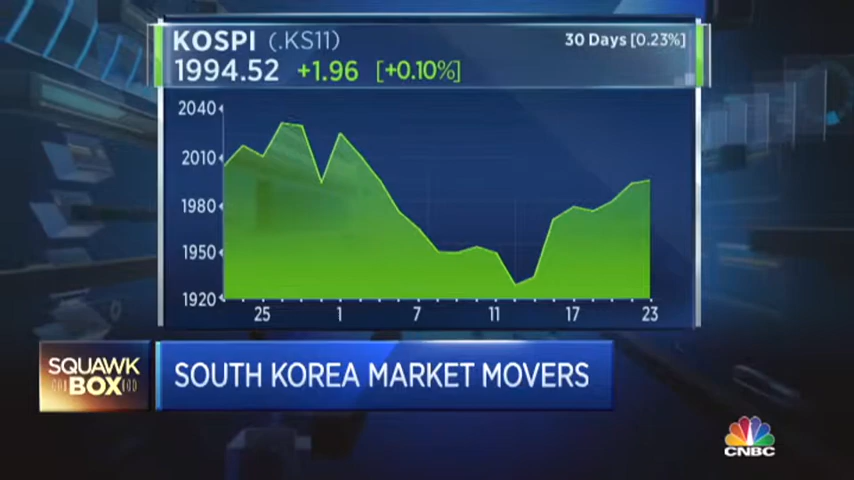 KOSPI (.KS11)
30 Days [0.23%]
1994.52 +1.96 [+0.10%]
2040
2010
1980
1950
1920
25 1 7 11 17 23
SQUAWK
BOX
SOUTH KOREA MARKET MOVERS
CNBC